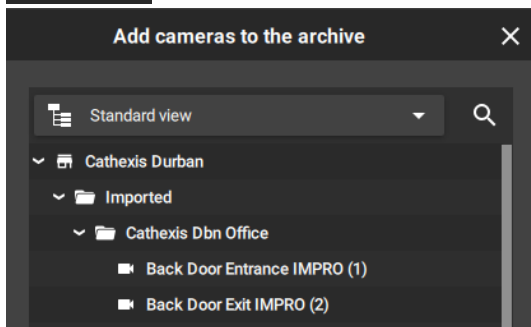 Add cameras to the archive
Standard view
Cathexis Durban
Imported
Cathexis Dbn Office
Back Door Entrance IMPRO (1)
Back Door Exit IMPRO (2)